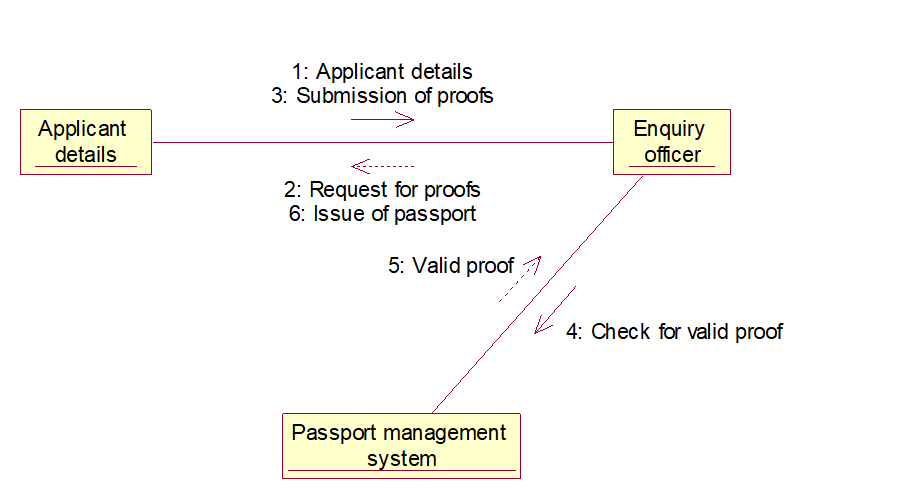 1: Applicant details
3: Submission of proofs
Applicant
details
Enquiry
officer
2: Request for proofs
6: Issue of passport
5: Valid proof
4: Check for valid proof
Passport management
system